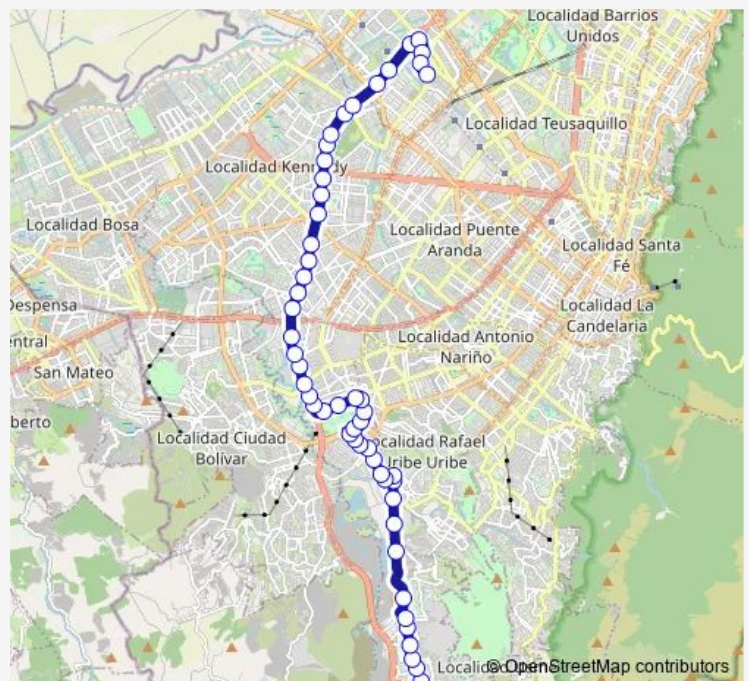 Localidad Barrios
Unidos
Localidad Teusaquillo
Localidad Kennedy
Localidad Bosa
Localidad Puente
Aranda
Localidad Santa
Fé
Despensa
Localidad La
Candelaria
entral
Localidad Antonio
Nariño
San Mateo
berto
Localidad Ciudad
Bolívar
ocalidad Rafael
Uribe Uribe
Localidad
© OpenStreetMap contributors